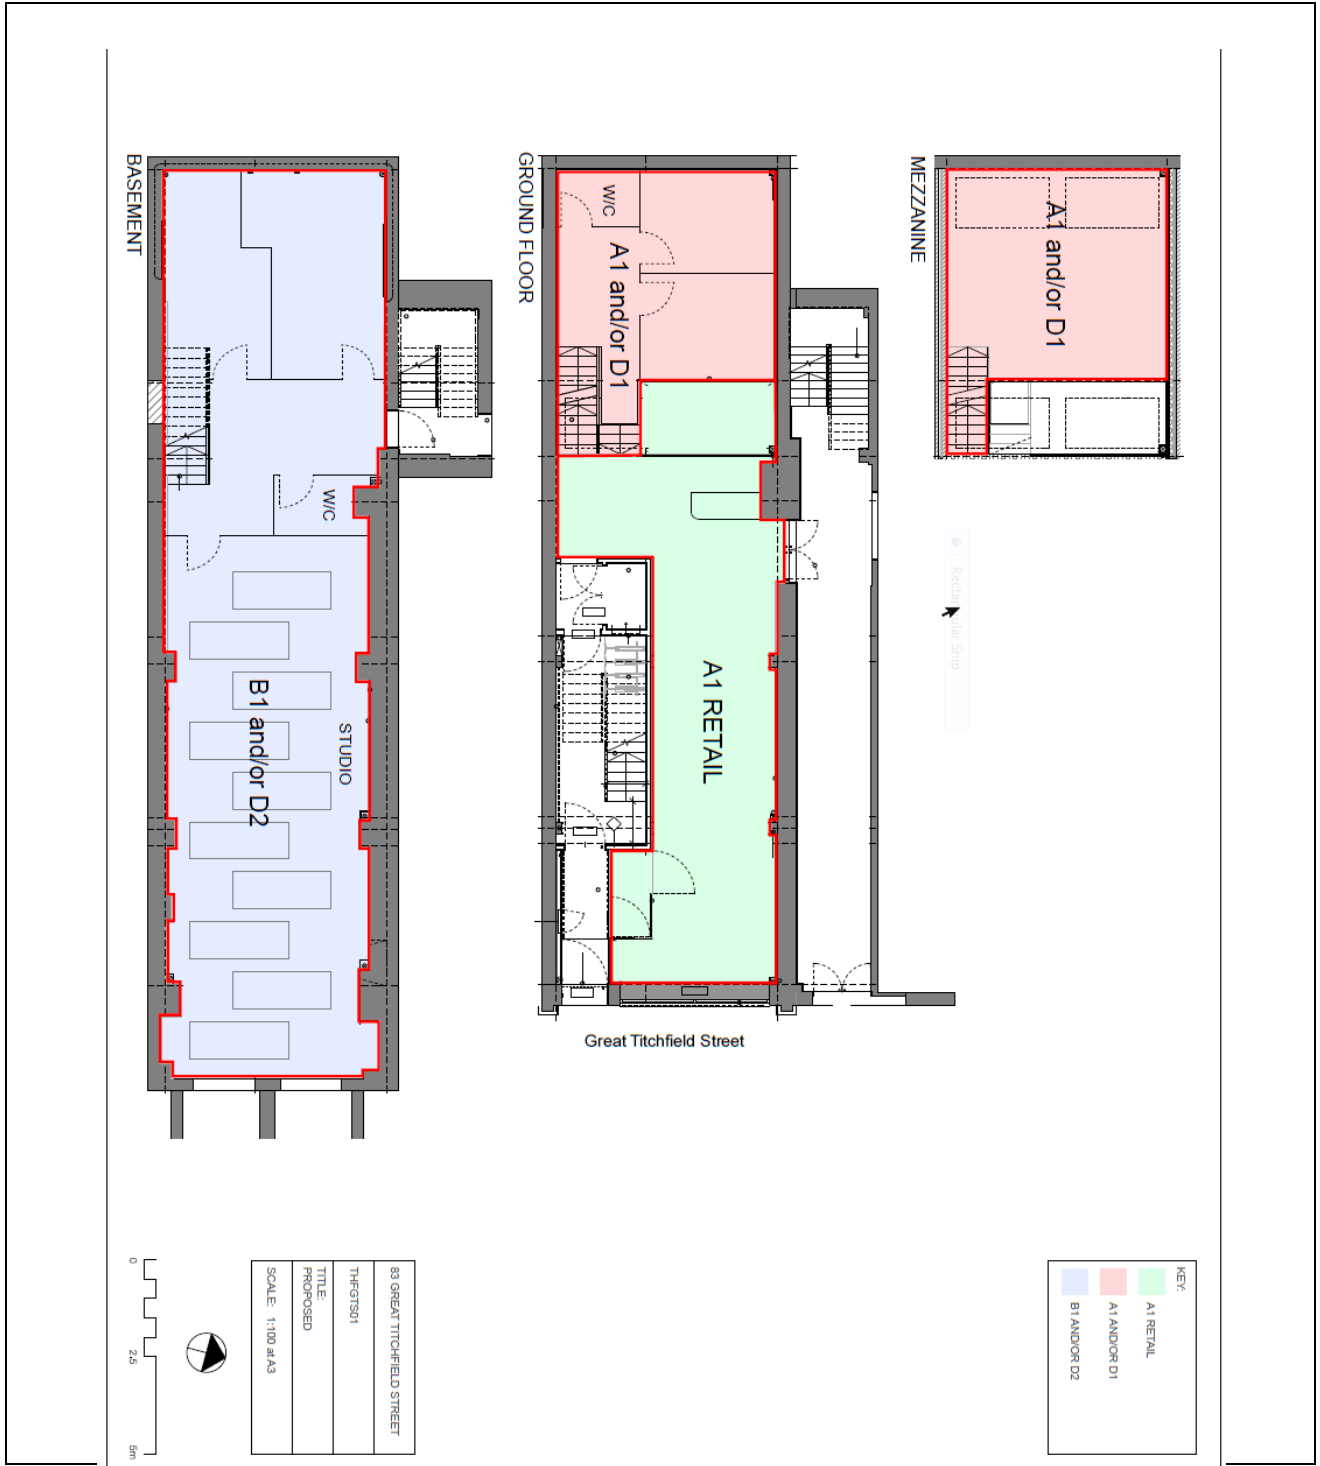 BASEMENT
W/C
STUDIO
B1 and/or D2
GROUND FLOOR
W/C
A1 and/or D1
A1 RETAIL
Great Titchfield Street
MEZZANINE
A1 and/or D1
Rectangular Snip
KEY:
A1 RETAIL
A1 AND/OR D1
B1 AND/OR D2
83 GREAT TITCHFIELD STREET
THFGTS01
TITLE:
PROPOSED
SCALE: 1:100 at A3
0
2.5
5m